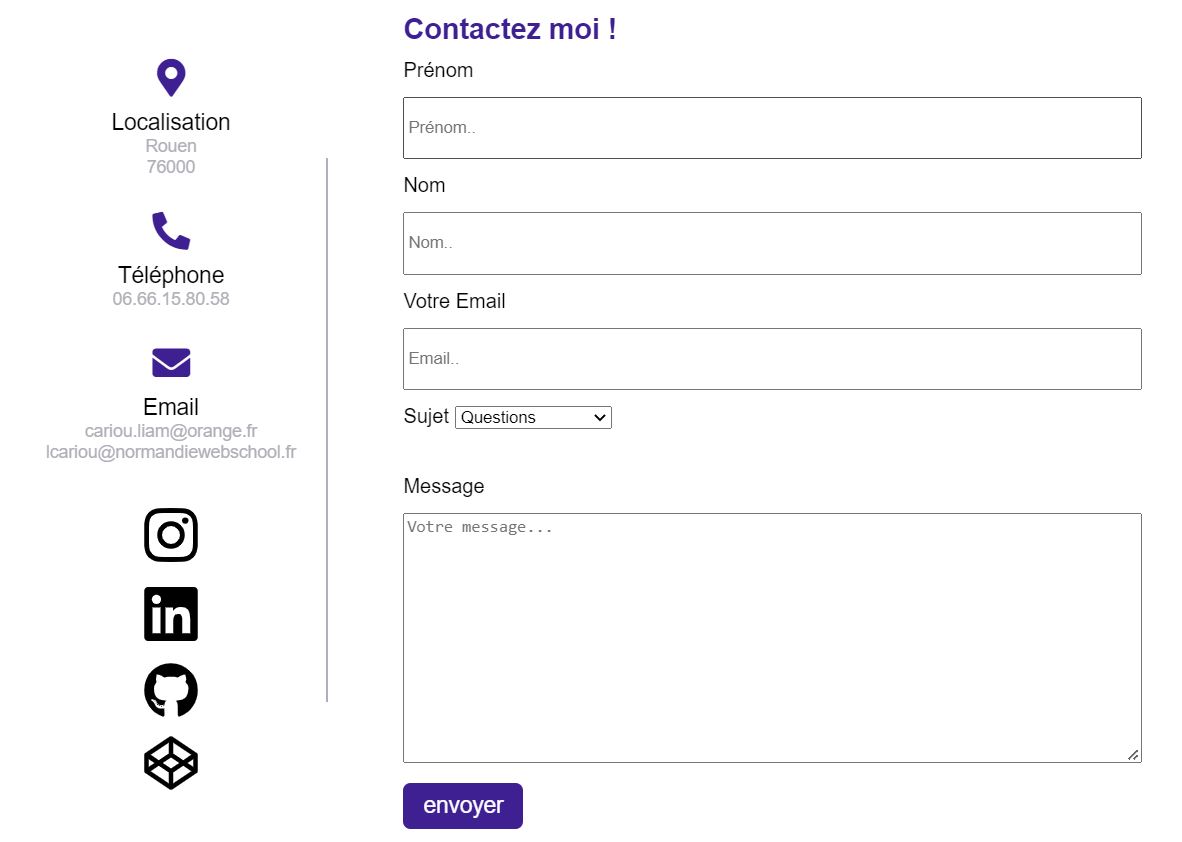 Localisation
Rouen
76000
Téléphone
06.66.15.80.58
Email
cariou.liam@orange.fr
lcariou@normandiewebschool.fr
in
Contactez moi !
Prénom
Prénom..
Nom
Nom..
Votre Email
Email..
Sujet Questions
Message
Votre message...
envoyer